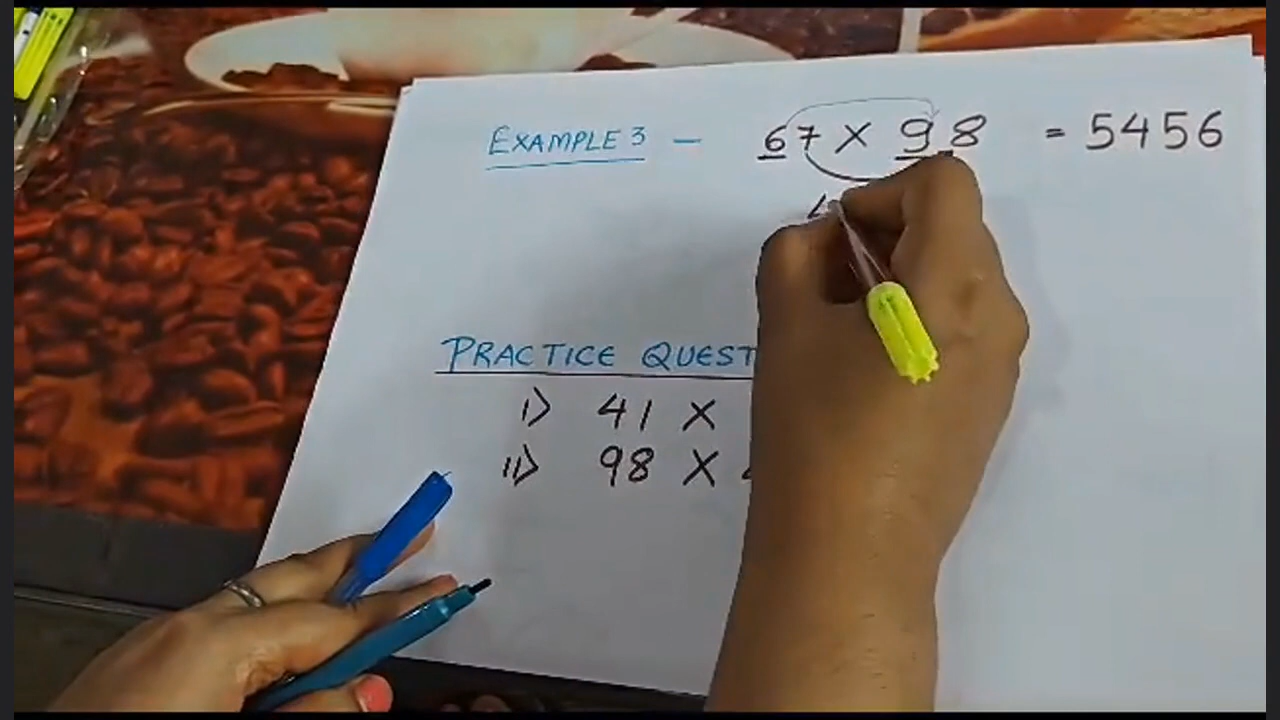 EXAMPLE 3 - 67 X 98 = 5456
PRACTICE QUEST
i> 41 X
ii> 98 X